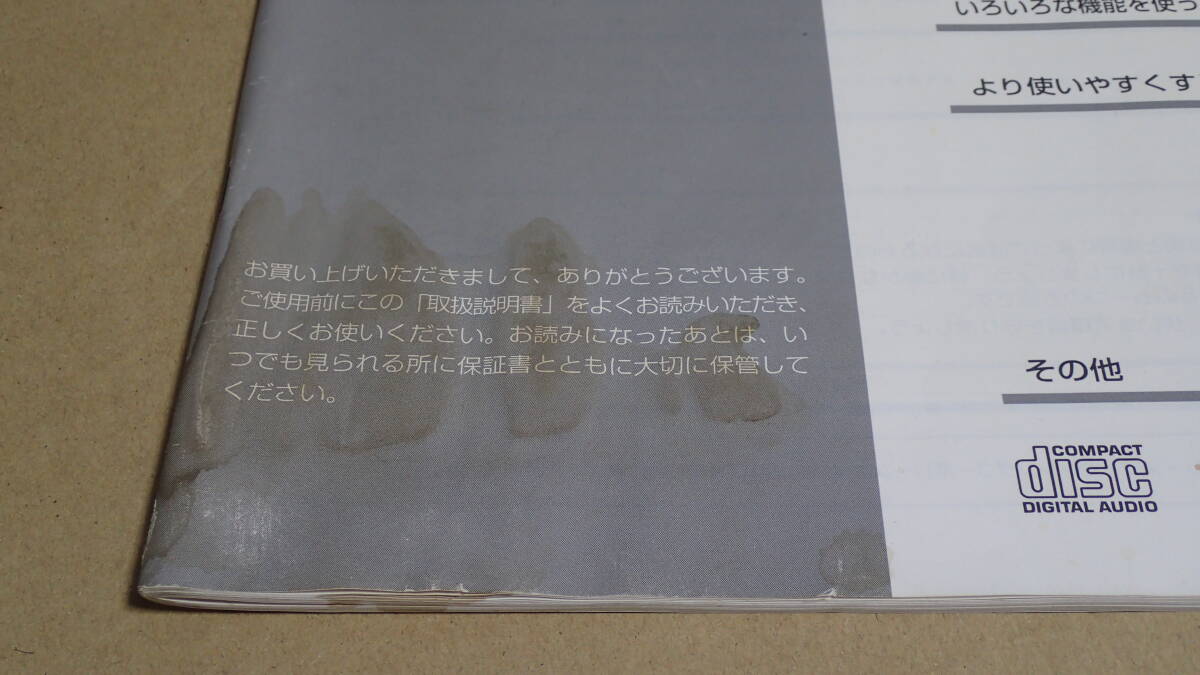 いろいろな機能を使っ
より使いやすくす
お買い上げいただきまして、ありがとうございます。
ご使用前にこの「取扱説明書」をよくお読みいただき、
正しくお使いください。お読みになったあとは、い
つでも見られる所に保証書とともに大切に保管して
ください。
その他
COMPACT
disc
DIGITAL AUDIO